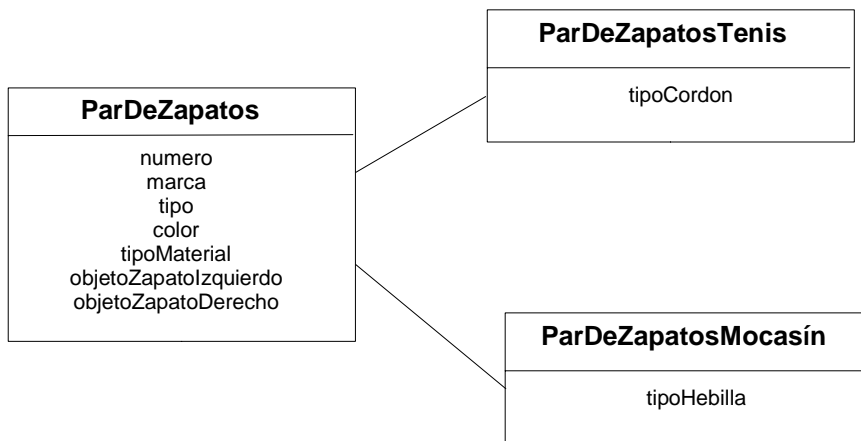 ParDeZapatos
numero
marca
tipo
color
tipoMaterial
objetoZapatoIzquierdo
objetoZapatoDerecho
ParDeZapatosTenis
tipoCordon
ParDeZapatosMocasín
tipoHebilla